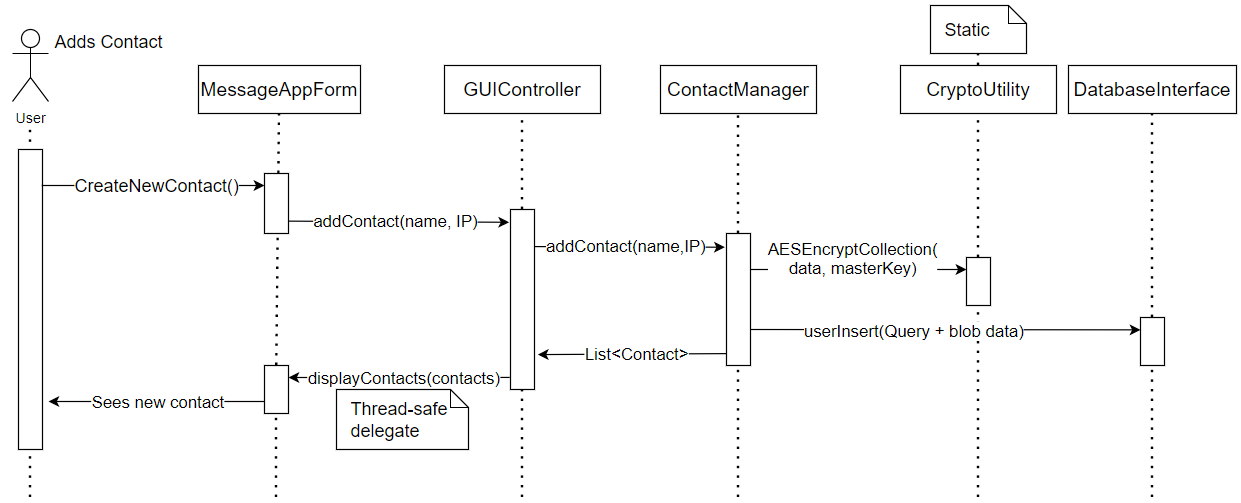 Static
Adds Contact
MessageAppForm
GUIController
ContactManager
CryptoUtility
DatabaseInterface
User
CreateNewContact()
addContact(name, IP)
addContact(name,IP)
AESEncryptCollection(
data, masterKey)
userInsert(Query + blob data)
List<Contact>
displayContacts(contacts)
Sees new contact
Thread-safe
delegate